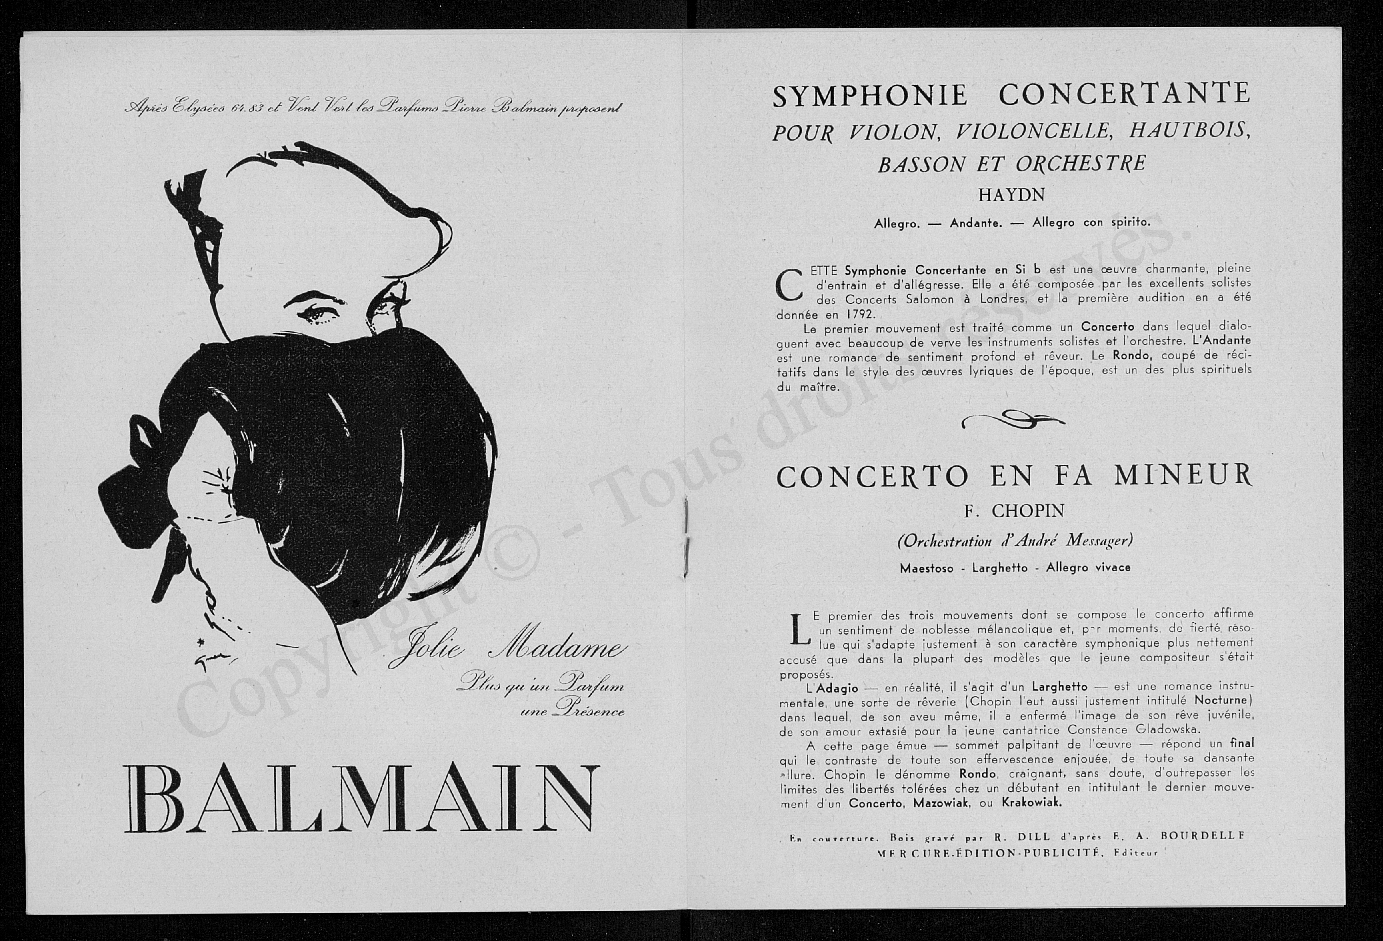 Après Elysées 64.83 et Vent Vert les Parfums Pierre Balmain proposent
Jolie Madame
Plus qu'un Parfum
une Présence
BALMAIN
SYMPHONIE CONCERTANTE
POUR VIOLON, VIOLONCELLE, HAUTBOIS,
BASSON ET ORCHESTRE
HAYDN
Allegro. — Andante. — Allegro con spirito.
CETTE Symphonie Concertante en Si b est une œuvre charmante, pleine
d'entrain et d'allégresse. Elle a été composée par les excellents solistes
des Concerts Salomon à Londres, et la première audition en a été
donnée en 1792.
Le premier mouvement est traité comme un Concerto dans lequel dialo-
guent avec beaucoup de verve les instruments solistes et l'orchestre. L'Andante
est une romance de sentiment profond et rêveur. Le Rondo, coupé de réci-
tatifs dans le style des œuvres lyriques de l'époque, est un des plus spirituels
du maître.
CONCERTO EN FA MINEUR
F. CHOPIN
(Orchestration d'André Messager)
Maestoso - Larghetto - Allegro vivace
LE premier des trois mouvements dont se compose le concerto affirme
un sentiment de noblesse mélancolique et, par moments, de fierté réso-
lue qui s'adapte justement à son caractère symphonique plus nettement
accusé que dans la plupart des modèles que le jeune compositeur s'était
proposés.
L'Adagio — en réalité, il s'agit d'un Larghetto — est une romance instru-
mentale, une sorte de rêverie (Chopin l'eut aussi justement intitulé Nocturne)
dans lequel, de son aveu même, il a enfermé l'image de son rêve juvénile,
de son amour extasié pour la jeune cantatrice Constance Gladowska.
A cette page émue — sommet palpitant de l'œuvre — répond un final
qui le contraste de toute son effervescence enjouée, de toute sa dansante
allure. Chopin le dénomme Rondo, craignant, sans doute, d'outrepasser les
limites des libertés tolérées chez un débutant en intitulant le dernier mouve-
ment d'un Concerto, Mazowiak, ou Krakowiak.
En couverture. Bois gravé par R. DILL d'après E. A. BOURDELLE
MERCURE-ÉDITION-PUBLICITÉ, Editeur
Copyright © - Tous droits réservés.